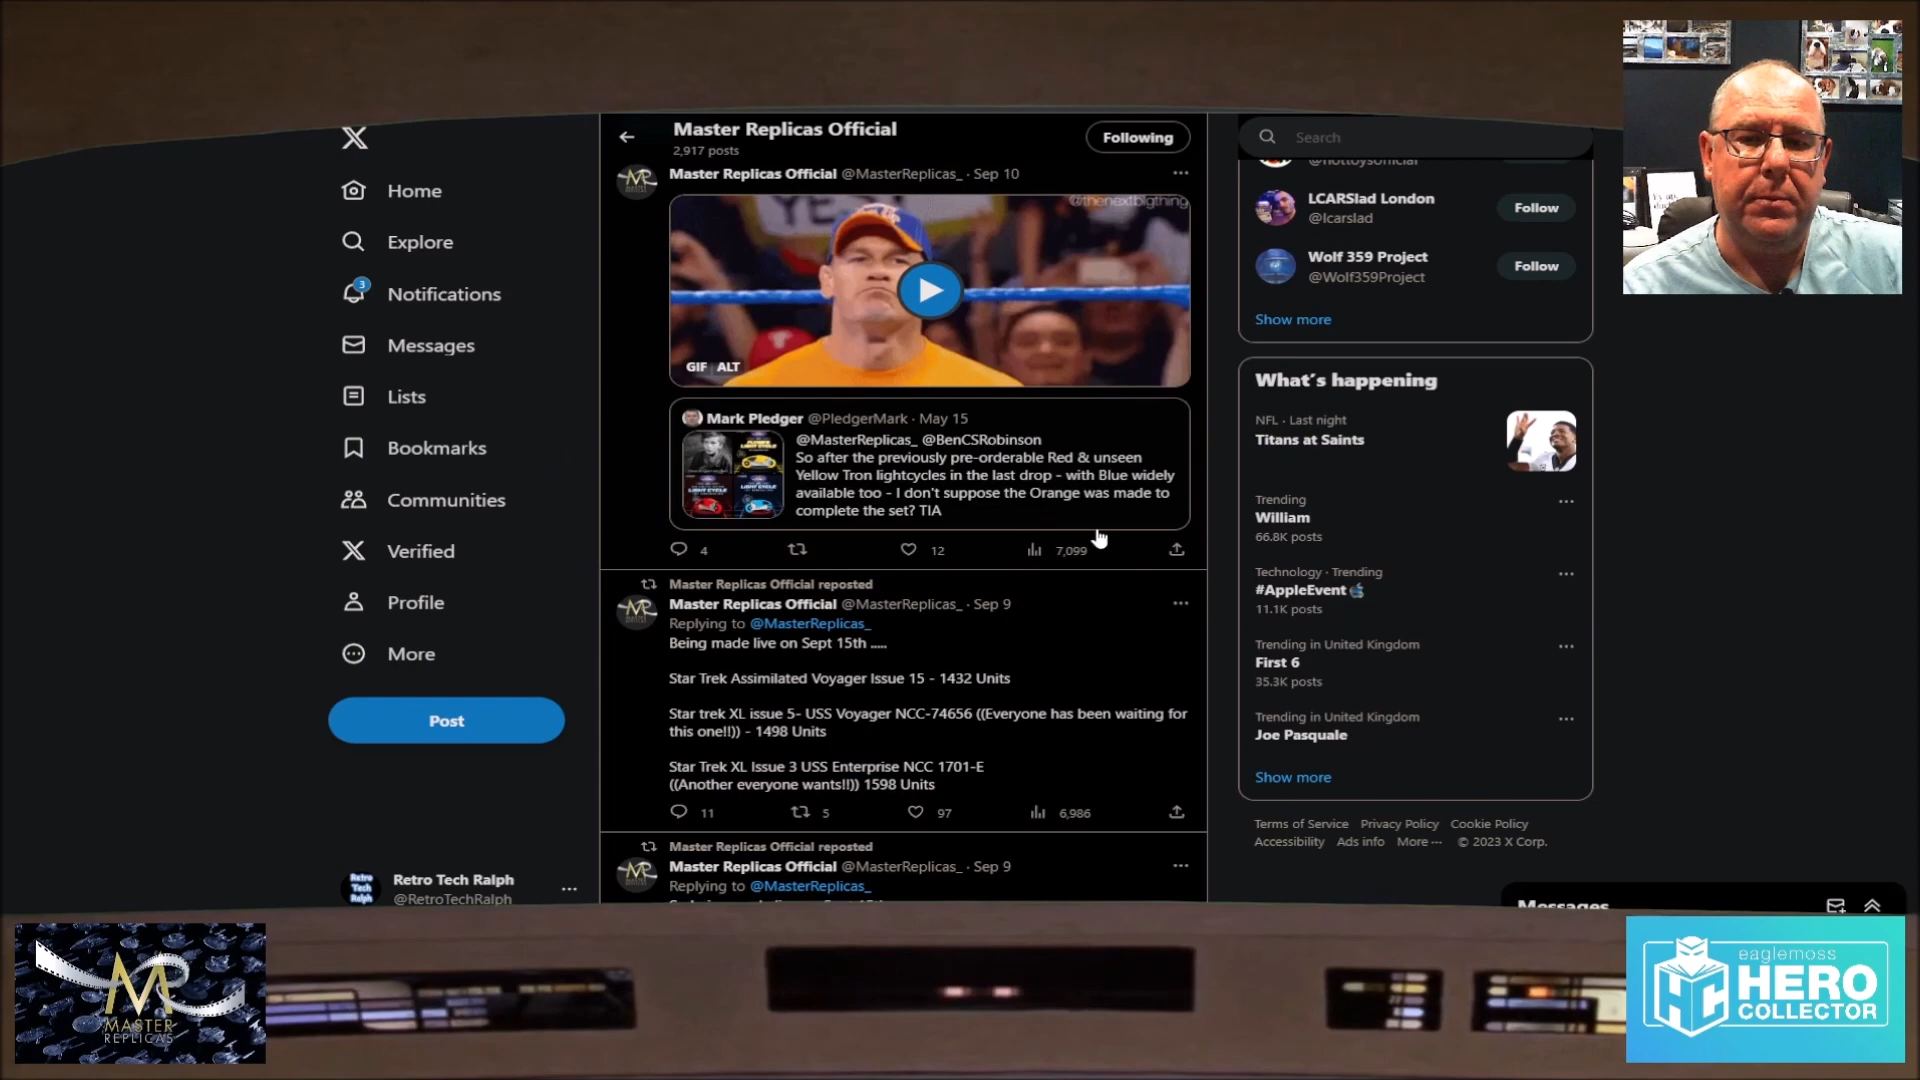 Master Replicas Official
2,917 posts
Following
Search
Home
Explore
3
Notifications
Messages
Lists
Bookmarks
Communities
Verified
Profile
More
Post
Retro Tech Ralph
@RetroTechRalph
Master Replicas Official @MasterReplicas_ · Sep 10
@thenextbigthing
YE
GIF ALT
Mark Pledger @PledgerMark · May 15
@MasterReplicas_ @BenCSRobinson
So after the previously pre-orderable Red & unseen
Yellow Tron lightcycles in the last drop - with Blue widely
available too - I don't suppose the Orange was made to
complete the set? TIA
4 12 7,099
Master Replicas Official reposted
Master Replicas Official @MasterReplicas_ · Sep 9
Replying to @MasterReplicas_
Being made live on Sept 15th .....
Star Trek Assimilated Voyager Issue 15 - 1432 Units
Star trek XL issue 5- USS Voyager NCC-74656 ((Everyone has been waiting for
this one!!)) - 1498 Units
Star Trek XL Issue 3 USS Enterprise NCC 1701-E
((Another everyone wants!!)) 1598 Units
11 5 97 6,986
Master Replicas Official reposted
Master Replicas Official @MasterReplicas_ · Sep 9
Replying to @MasterReplicas_
@hottoysofficial
LCARSlad London
@lcarslad
Follow
Wolf 359 Project
@Wolf359Project
Follow
Show more
What's happening
NFL · Last night
Titans at Saints
Trending
William
66.8K posts
Technology · Trending
#AppleEvent
11.1K posts
Trending in United Kingdom
First 6
35.3K posts
Trending in United Kingdom
Joe Pasquale
Show more
Terms of Service Privacy Policy Cookie Policy
Accessibility Ads info More ··· © 2023 X Corp.
Messages
MR
MASTER
REPLICAS
eaglemoss
HERO
COLLECTOR